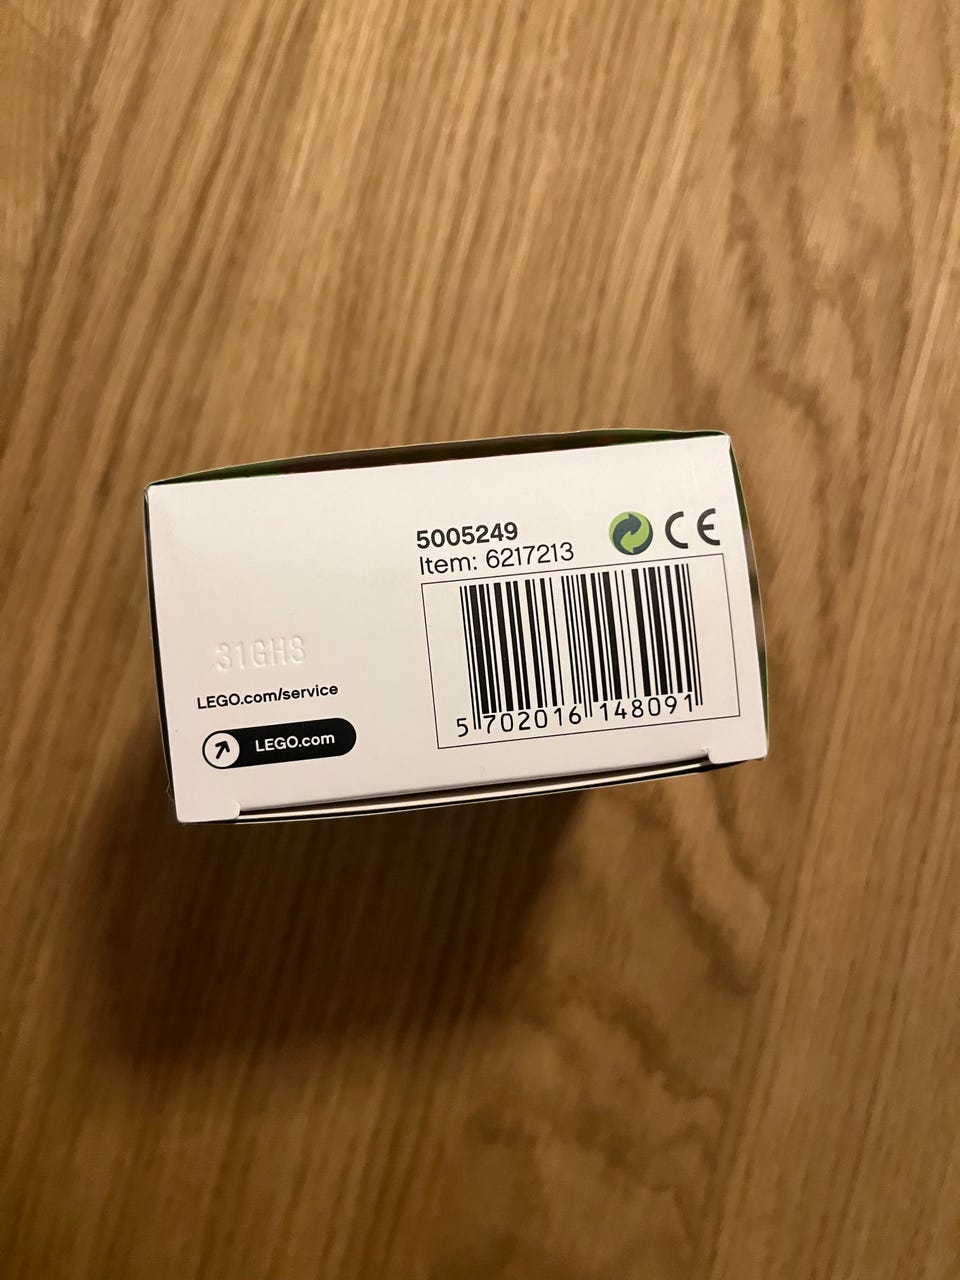 5005249
CE
Item: 6217213
31GHS
LEGO.com/service
LEGO.com
5 702016 148091